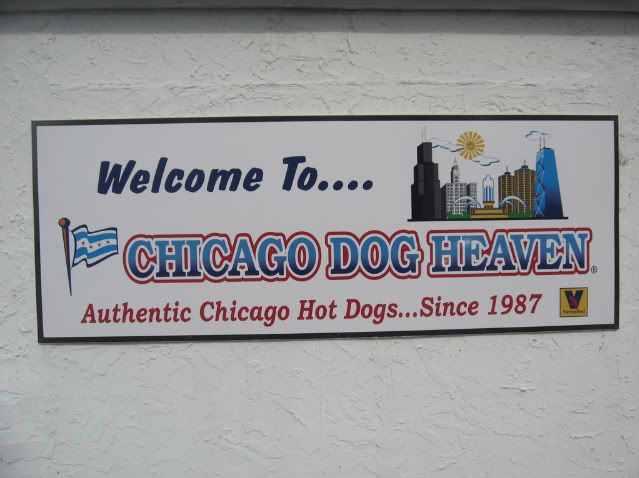 Welcome To....
CHICAGO DOG HEAVEN®
Authentic Chicago Hot Dogs...Since 1987
V